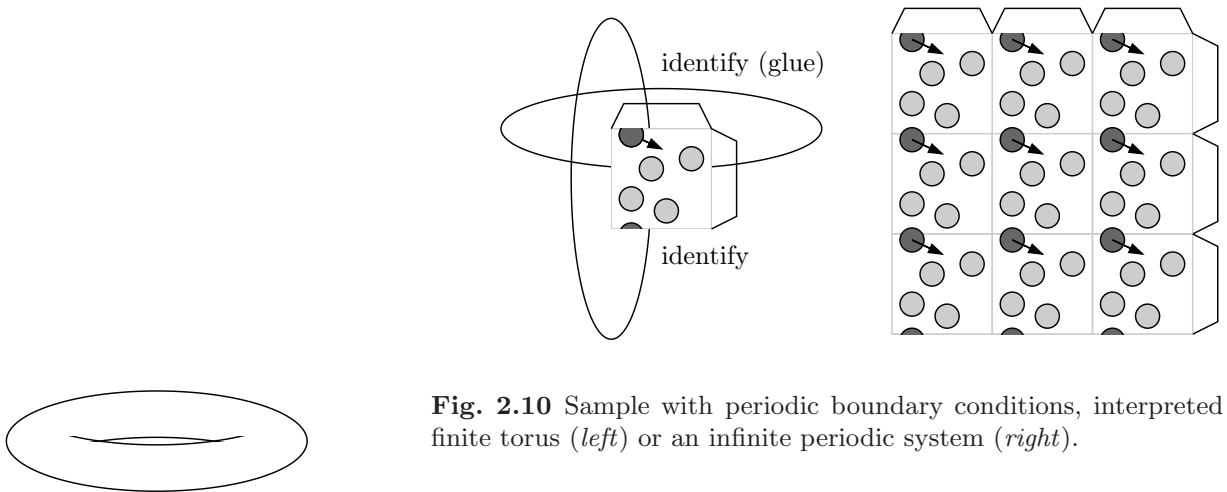 identify (glue)
identify
Fig. 2.10 Sample with periodic boundary conditions, interpreted
finite torus (left) or an infinite periodic system (right).